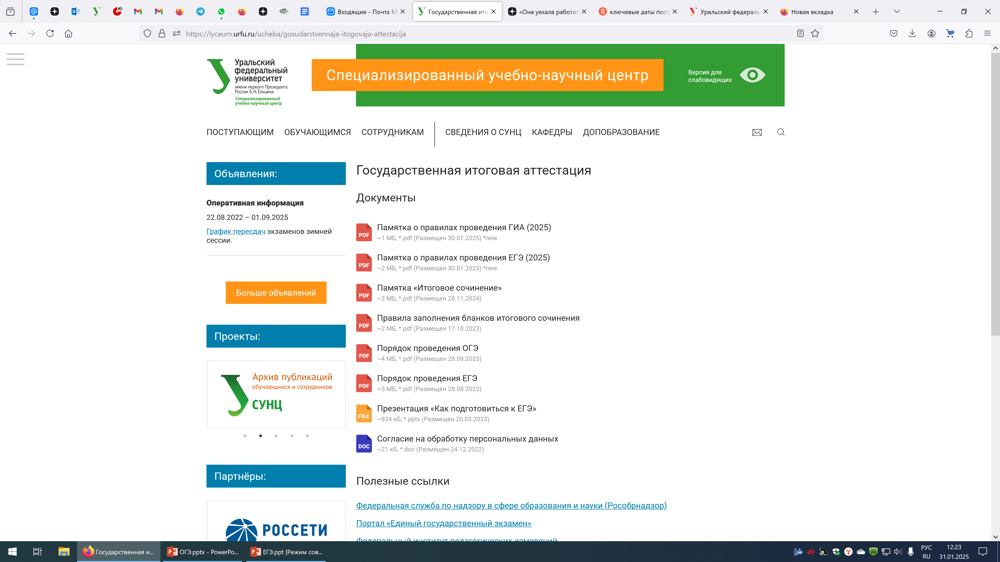 Входящие - Почта Ma
Государственная ито
«Она уехала работат
ключевые даты посту
Уральский федераль
Новая вкладка
https://lyceum.urfu.ru/ucheba/gosudarstvennaja-itogovaja-attestacija
Уральский
федеральный
университет
имени первого Президента
России Б.Н.Ельцина
Специализированный
учебно-научный центр
Специализированный учебно-научный центр
Версия для
слабовидящих
ПОСТУПАЮЩИМ ОБУЧАЮЩИМСЯ СОТРУДНИКАМ СВЕДЕНИЯ О СУНЦ КАФЕДРЫ ДОПОБРАЗОВАНИЕ
Объявления:
Оперативная информация
22.08.2022 – 01.09.2025
График пересдач экзаменов зимней
сессии.
Больше объявлений
Проекты:
Архив публикаций
обучающихся и сотрудников
СУНЦ
Партнёры:
РОССЕТИ
Государственная итоговая аттестация
Документы
PDF
Памятка о правилах проведения ГИА (2025)
~1 МБ, *.pdf (Размещен 30.01.2025) *new
PDF
Памятка о правилах проведения ЕГЭ (2025)
~2 МБ, *.pdf (Размещен 30.01.2025) *new
PDF
Памятка «Итоговое сочинение»
~2 МБ, *.pdf (Размещен 28.11.2024)
PDF
Правила заполнения бланков итогового сочинения
~2 МБ, *.pdf (Размещен 17.10.2023)
PDF
Порядок проведения ОГЭ
~4 МБ, *.pdf (Размещен 28.08.2023)
PDF
Порядок проведения ЕГЭ
~5 МБ, *.pdf (Размещен 28.08.2023)
FILE
Презентация «Как подготовиться к ЕГЭ»
~834 кБ, *.pptx (Размещен 20.03.2023)
DOC
Согласие на обработку персональных данных
~21 кБ, *.doc (Размещен 24.12.2022)
Полезные ссылки
Федеральная служба по надзору в сфере образования и науки (Рособрнадзор)
Портал «Единый государственный экзамен»
Федеральный институт педагогических измерений
Государственная и...
ОГЭ.pptx - PowerPo...
ЕГЭ.ppt [Режим сов...
РУС
RU
12:23
31.01.2025